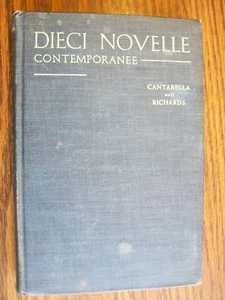 DIECI NOVELLE
CONTEMPORANEE
CANTARELLA
AND
RICHARDS